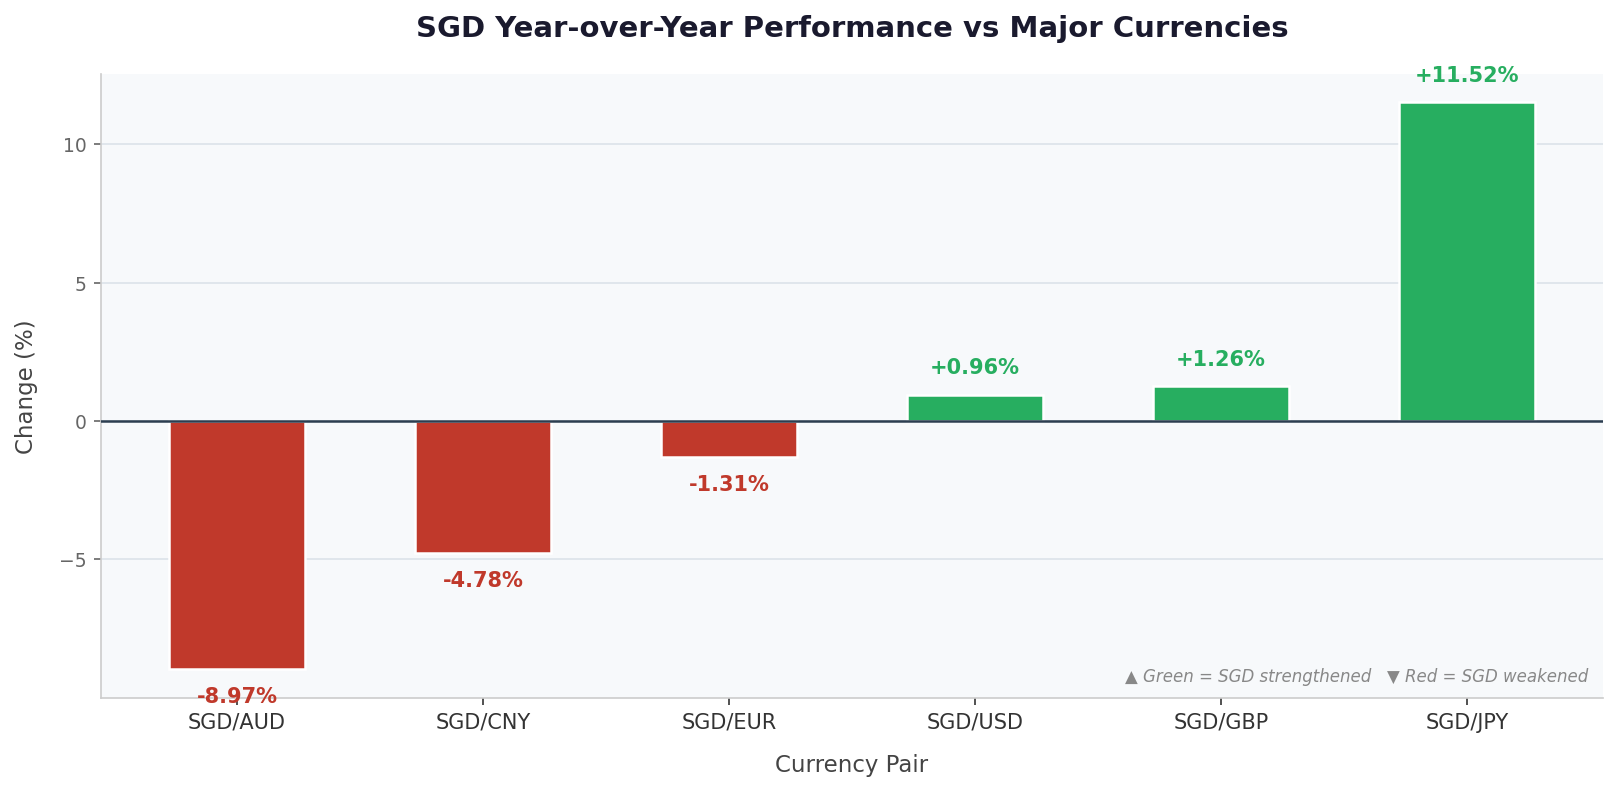 SGD Year-over-Year Performance vs Major Currencies
+11.52%
10
5
Change (%)
+0.96%
+1.26%
0
-1.31%
−5
-4.78%
▲ Green = SGD strengthened ▼ Red = SGD weakened
-8.97%
SGD/AUD SGD/CNY SGD/EUR SGD/USD SGD/GBP SGD/JPY
Currency Pair